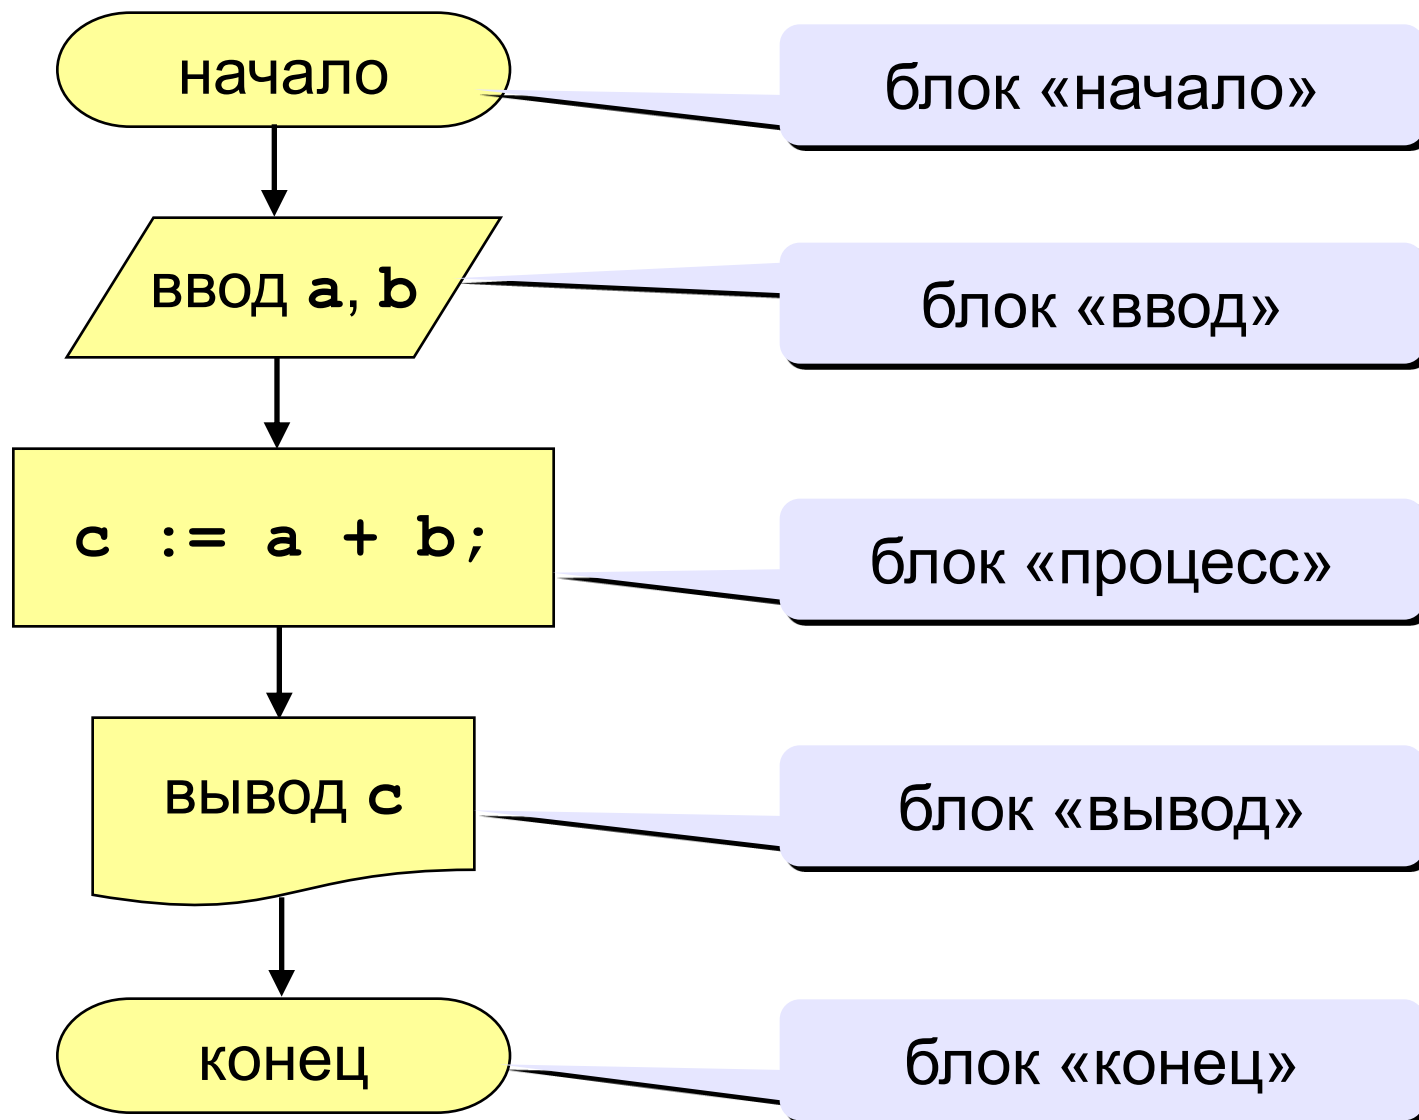 начало
блок «начало»
ввод a, b
блок «ввод»
c := a + b;
блок «процесс»
вывод c
блок «вывод»
конец
блок «конец»